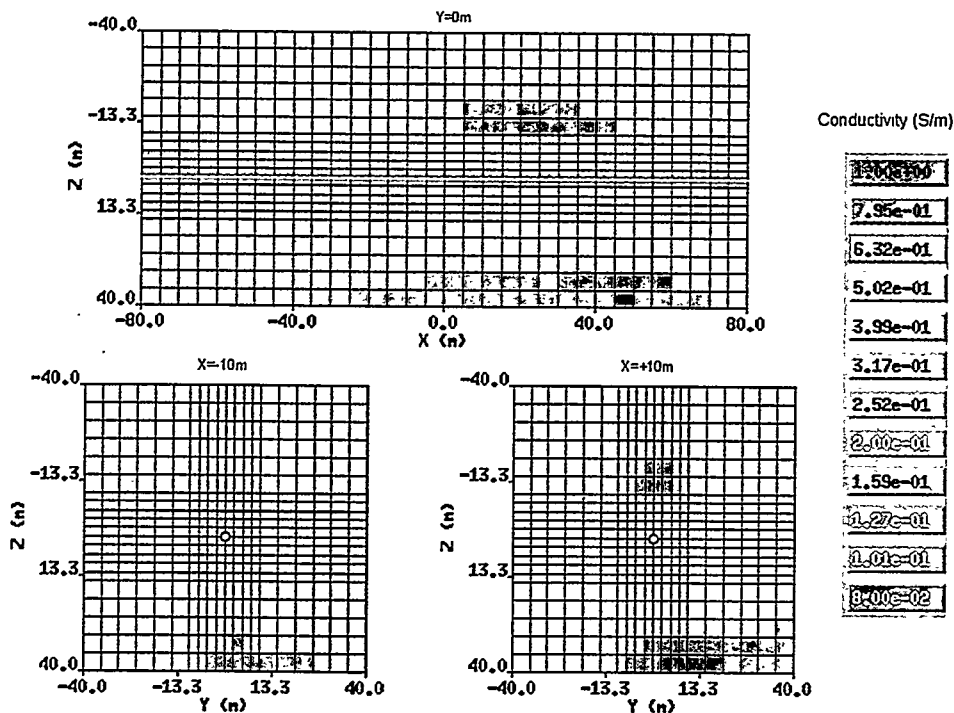 Y=0m
-40.0
-13.3
13.3
40.0
Z (m)
-80.0
-40.0
0.0
40.0
80.0
X (m)
X=-10m
-40.0
-13.3
13.3
40.0
Z (m)
-40.0
-13.3
13.3
40.0
Y (m)
X=+10m
-40.0
-13.3
13.3
40.0
Z (m)
-40.0
-13.3
13.3
40.0
Y (m)
Conductivity (S/m)
1.00e+00
7.95e-01
6.32e-01
5.02e-01
3.99e-01
3.17e-01
2.52e-01
2.00e-01
1.59e-01
1.27e-01
1.01e-01
8.00e-02